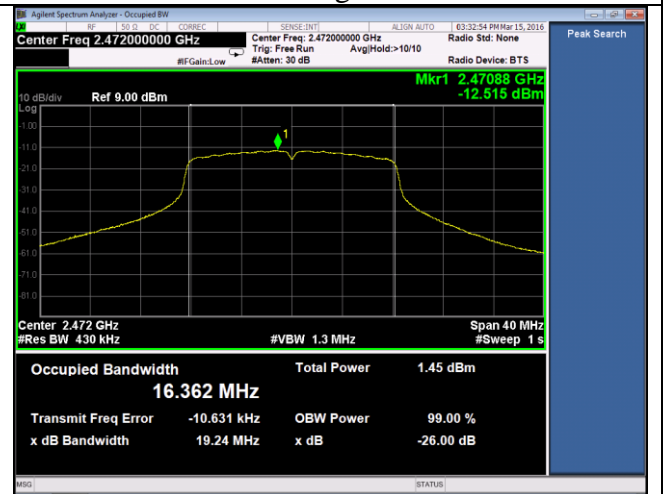 Agilent Spectrum Analyzer - Occupied BW
RF 50 Ω DC CORREC SENSE:INT ALIGN AUTO 03:32:54 PM Mar 15, 2016
Center Freq 2.472000000 GHz Center Freq: 2.472000000 GHz Radio Std: None Peak Search
Trig: Free Run Avg|Hold:>10/10
#IFGain:Low #Atten: 30 dB Radio Device: BTS
Mkr1 2.47088 GHz
10 dB/div Ref 9.00 dBm -12.515 dBm
Log
-1.00
1
-11.0
-21.0
-31.0
-41.0
-51.0
-61.0
-71.0
-81.0
Center 2.472 GHz Span 40 MHz
#Res BW 430 kHz #VBW 1.3 MHz #Sweep 1 s
Occupied Bandwidth Total Power 1.45 dBm
16.362 MHz
Transmit Freq Error -10.631 kHz OBW Power 99.00 %
x dB Bandwidth 19.24 MHz x dB -26.00 dB
MSG STATUS